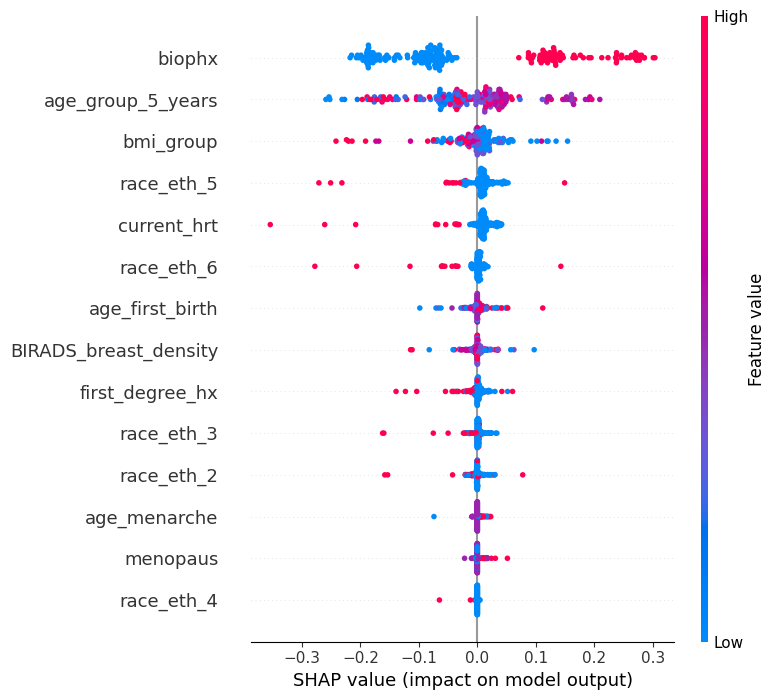 High
biophx
age_group_5_years
bmi_group
race_eth_5
current_hrt
race_eth_6
age_first_birth
BIRADS_breast_density
first_degree_hx
race_eth_3
race_eth_2
age_menarche
menopaus
race_eth_4
Feature value
Low
−0.3 −0.2 −0.1 0.0 0.1 0.2 0.3
SHAP value (impact on model output)